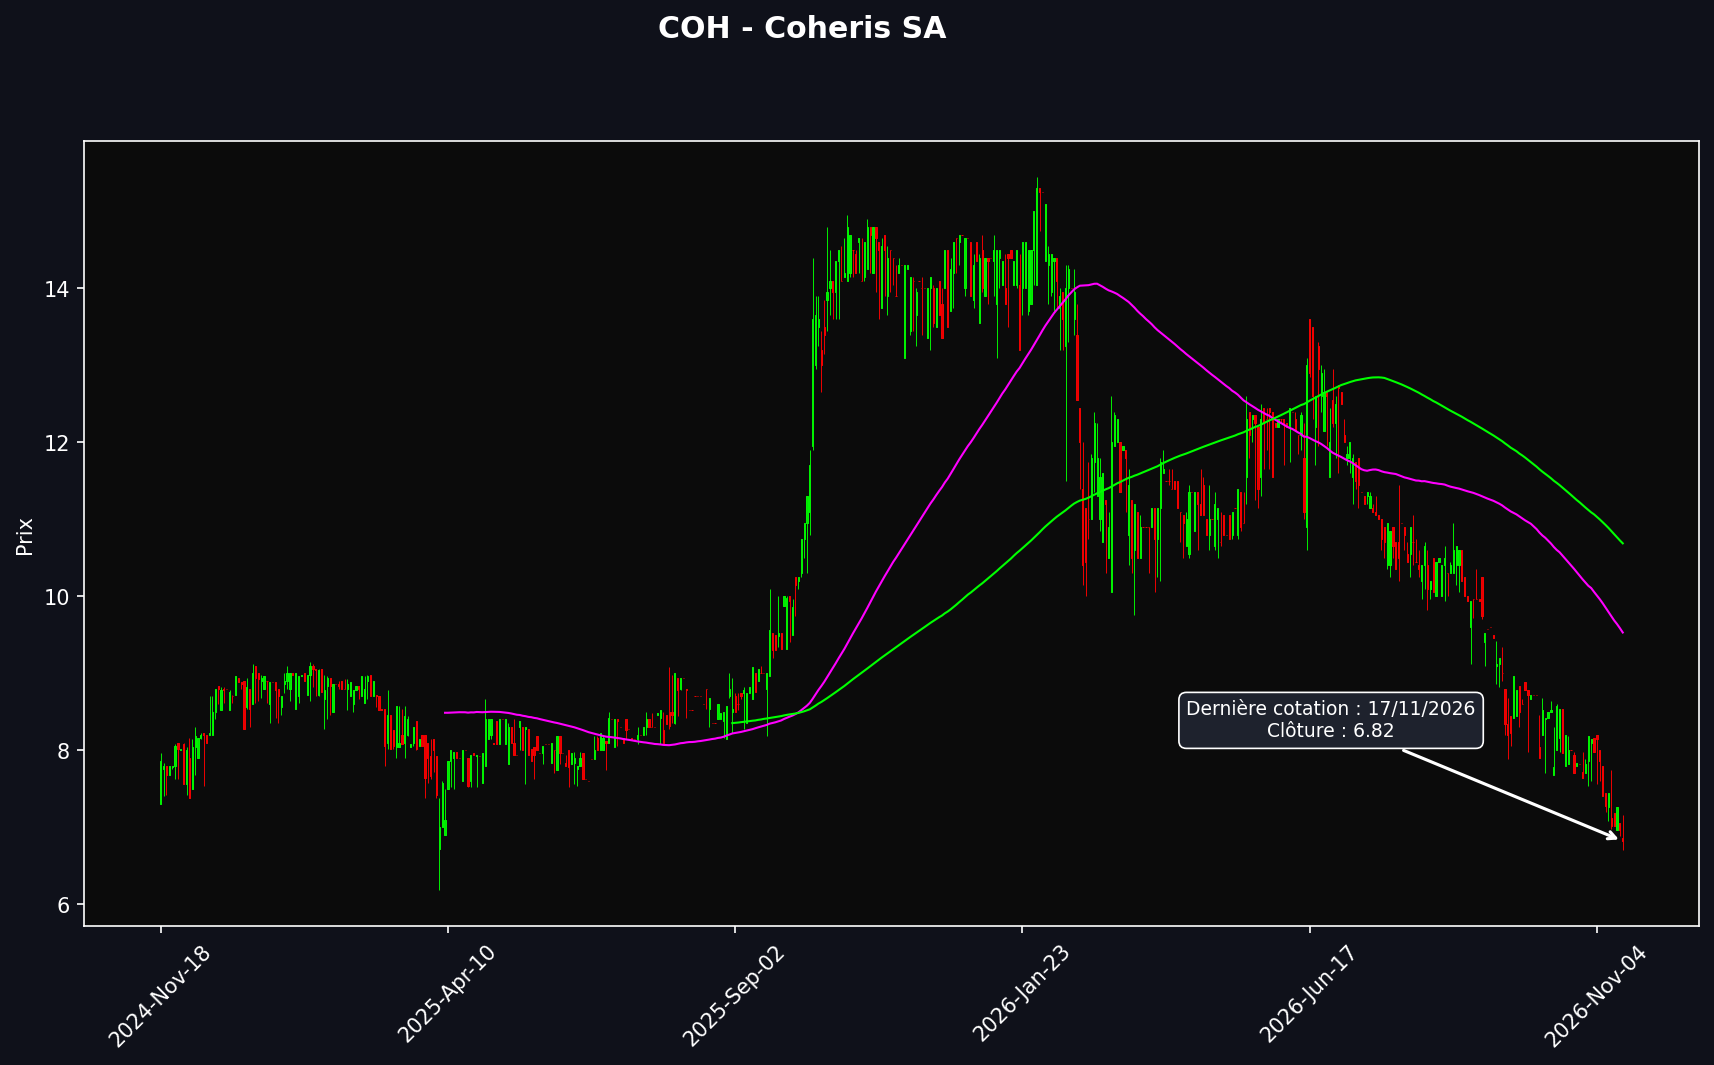 COH - Coheris SA
Prix
14
12
10
8
6
Dernière cotation : 17/11/2026
Clôture : 6.82
2024-Nov-18
2025-Apr-10
2025-Sep-02
2026-Jan-23
2026-Jun-17
2026-Nov-04